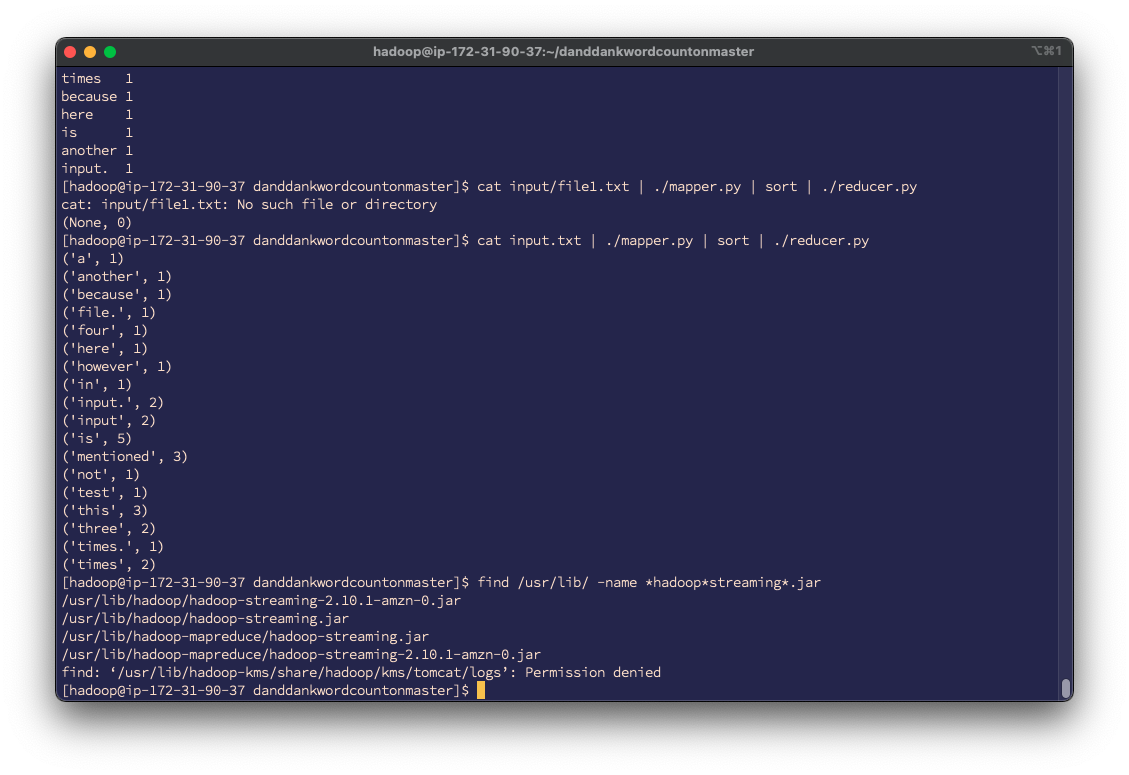 hadoop@ip-172-31-90-37:~/danddankwordcountonmaster
⌥⌘1
times   1
because 1
here    1
is      1
another 1
input.  1
[hadoop@ip-172-31-90-37 danddankwordcountonmaster]$ cat input/file1.txt | ./mapper.py | sort | ./reducer.py
cat: input/file1.txt: No such file or directory
(None, 0)
[hadoop@ip-172-31-90-37 danddankwordcountonmaster]$ cat input.txt | ./mapper.py | sort | ./reducer.py
('a', 1)
('another', 1)
('because', 1)
('file.', 1)
('four', 1)
('here', 1)
('however', 1)
('in', 1)
('input.', 2)
('input', 2)
('is', 5)
('mentioned', 3)
('not', 1)
('test', 1)
('this', 3)
('three', 2)
('times.', 1)
('times', 2)
[hadoop@ip-172-31-90-37 danddankwordcountonmaster]$ find /usr/lib/ -name *hadoop*streaming*.jar
/usr/lib/hadoop/hadoop-streaming-2.10.1-amzn-0.jar
/usr/lib/hadoop/hadoop-streaming.jar
/usr/lib/hadoop-mapreduce/hadoop-streaming.jar
/usr/lib/hadoop-mapreduce/hadoop-streaming-2.10.1-amzn-0.jar
find: ‘/usr/lib/hadoop-kms/share/hadoop/kms/tomcat/logs’: Permission denied
[hadoop@ip-172-31-90-37 danddankwordcountonmaster]$